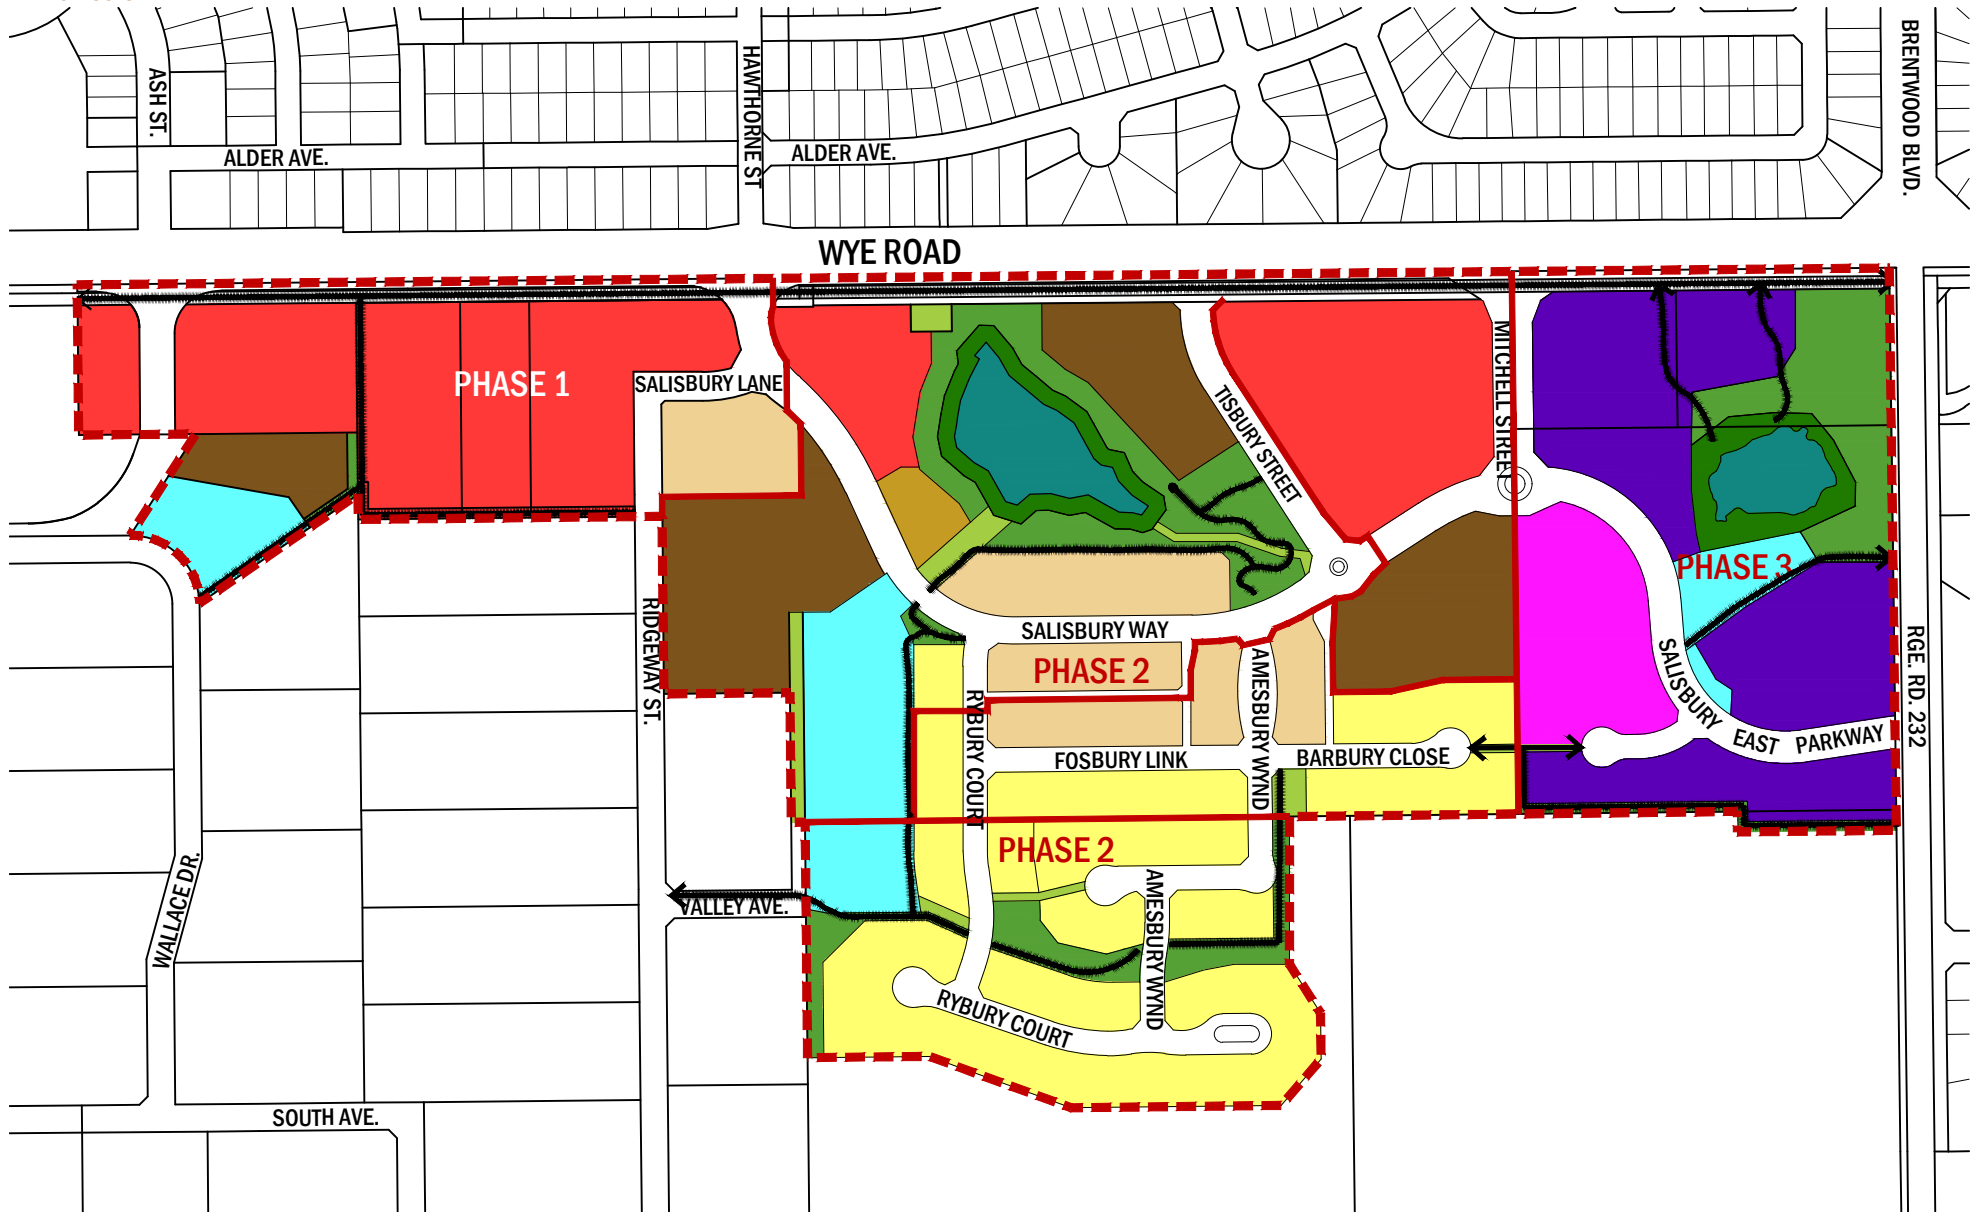 BRENTWOOD BLVD.
HAWTHORNE ST
ASH ST.
ALDER AVE.
ALDER AVE.
WYE ROAD
PHASE 1
SALISBURY LANE
MITCHELL STREET
TISBURY STREET
PHASE 3
RIDGEWAY ST.
SALISBURY WAY
PHASE 2
AMESBURY WYND
RYBURY COURT
RGE. RD. 232
SALISBURY
EAST PARKWAY
FOSBURY LINK
BARBURY CLOSE
PHASE 2
WALLACE DR.
VALLEY AVE.
AMESBURY WYND
RYBURY COURT
SOUTH AVE.